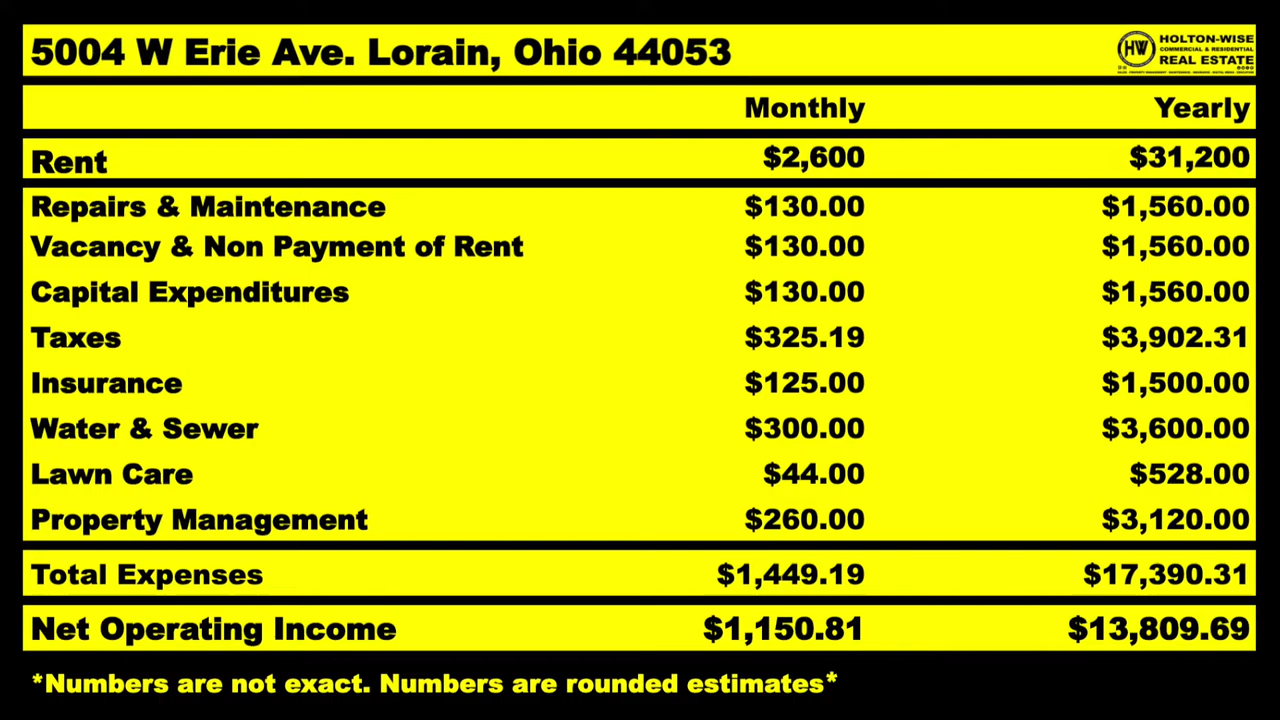 5004 W Erie Ave. Lorain, Ohio 44053
HW
HOLTON-WISE
COMMERCIAL & RESIDENTIAL
REAL ESTATE
Monthly Yearly
Rent $2,600 $31,200
Repairs & Maintenance $130.00 $1,560.00
Vacancy & Non Payment of Rent $130.00 $1,560.00
Capital Expenditures $130.00 $1,560.00
Taxes $325.19 $3,902.31
Insurance $125.00 $1,500.00
Water & Sewer $300.00 $3,600.00
Lawn Care $44.00 $528.00
Property Management $260.00 $3,120.00
Total Expenses $1,449.19 $17,390.31
Net Operating Income $1,150.81 $13,809.69
*Numbers are not exact. Numbers are rounded estimates*